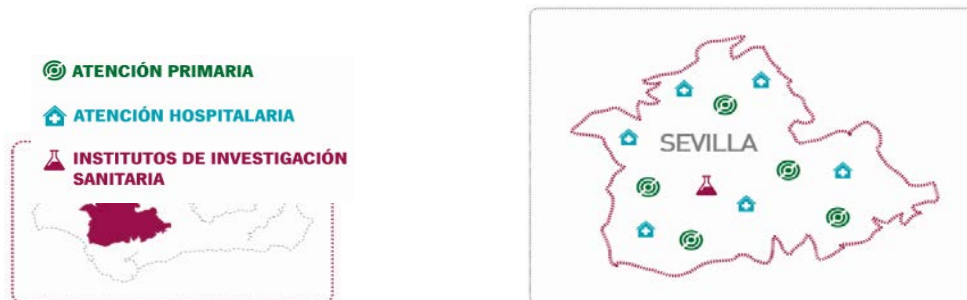 ATENCIÓN PRIMARIA
ATENCIÓN HOSPITALARIA
INSTITUTOS DE INVESTIGACIÓN
SANITARIA
SEVILLA